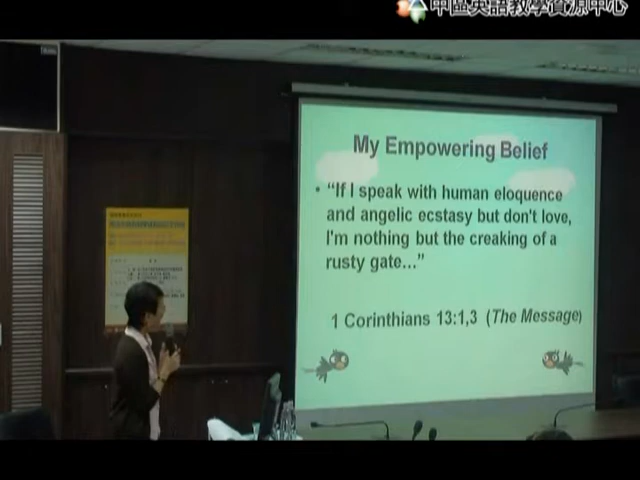 中區英語教學資源中心
My Empowering Belief
• “If I speak with human eloquence
and angelic ecstasy but don't love,
I'm nothing but the creaking of a
rusty gate...”
1 Corinthians 13:1,3 (The Message)